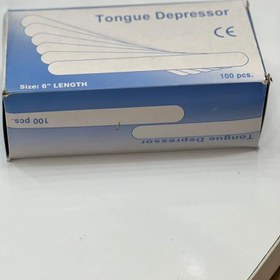 Tongue Depressor
CE
Size: 6" LENGTH
100 pcs.
100 pcs.
Tongue Depressor